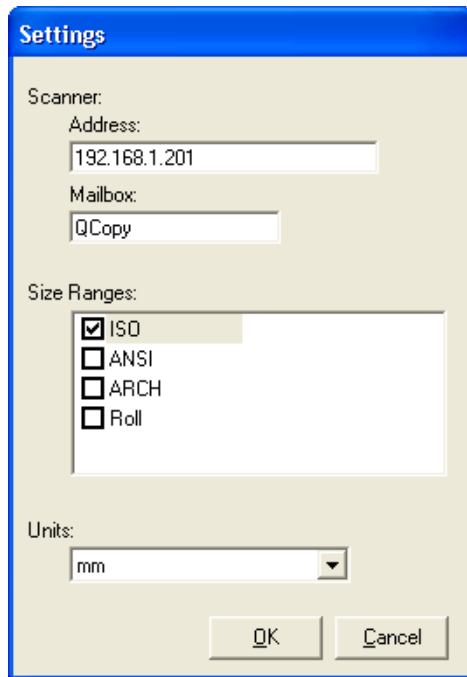 Settings
Scanner:
Address:
192.168.1.201
Mailbox:
QCopy
Size Ranges:
ISO
ANSI
ARCH
Roll
Units:
mm
OK Cancel